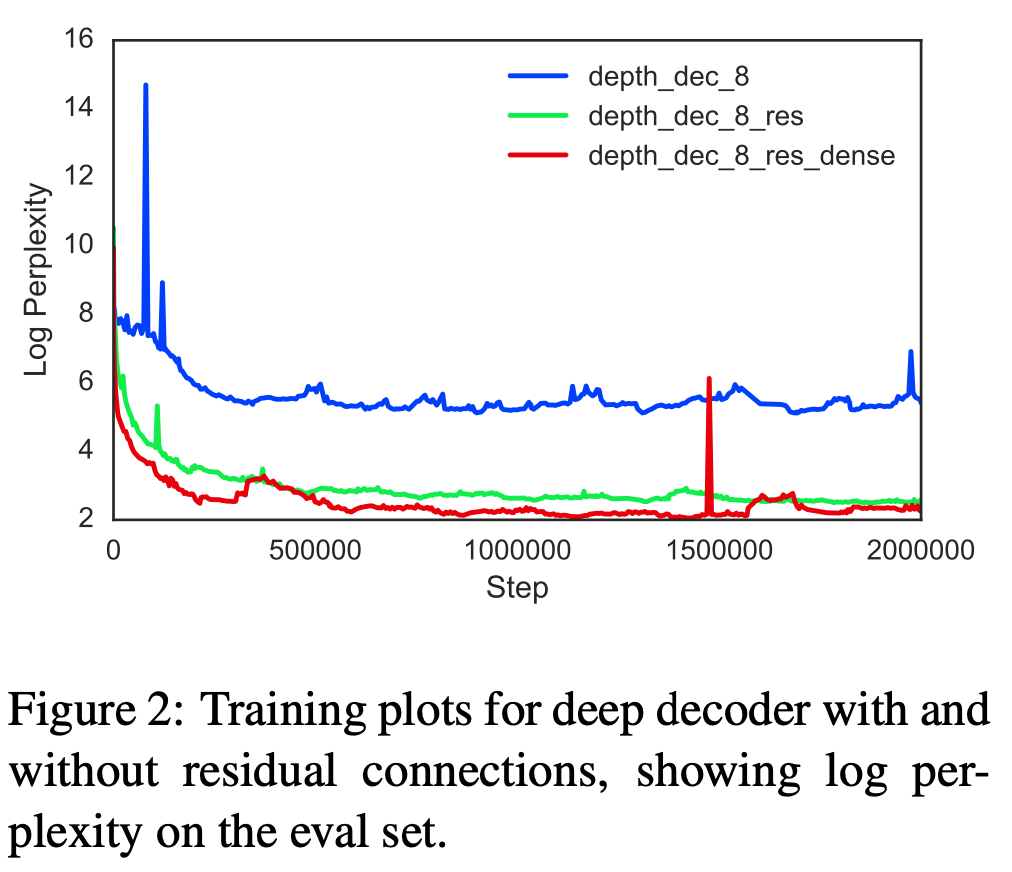 16
14
12
10
8
6
4
2
Log Perplexity
depth_dec_8
depth_dec_8_res
depth_dec_8_res_dense
0 500000 1000000 1500000 2000000
Step
Figure 2: Training plots for deep decoder with and
without residual connections, showing log per-
plexity on the eval set.